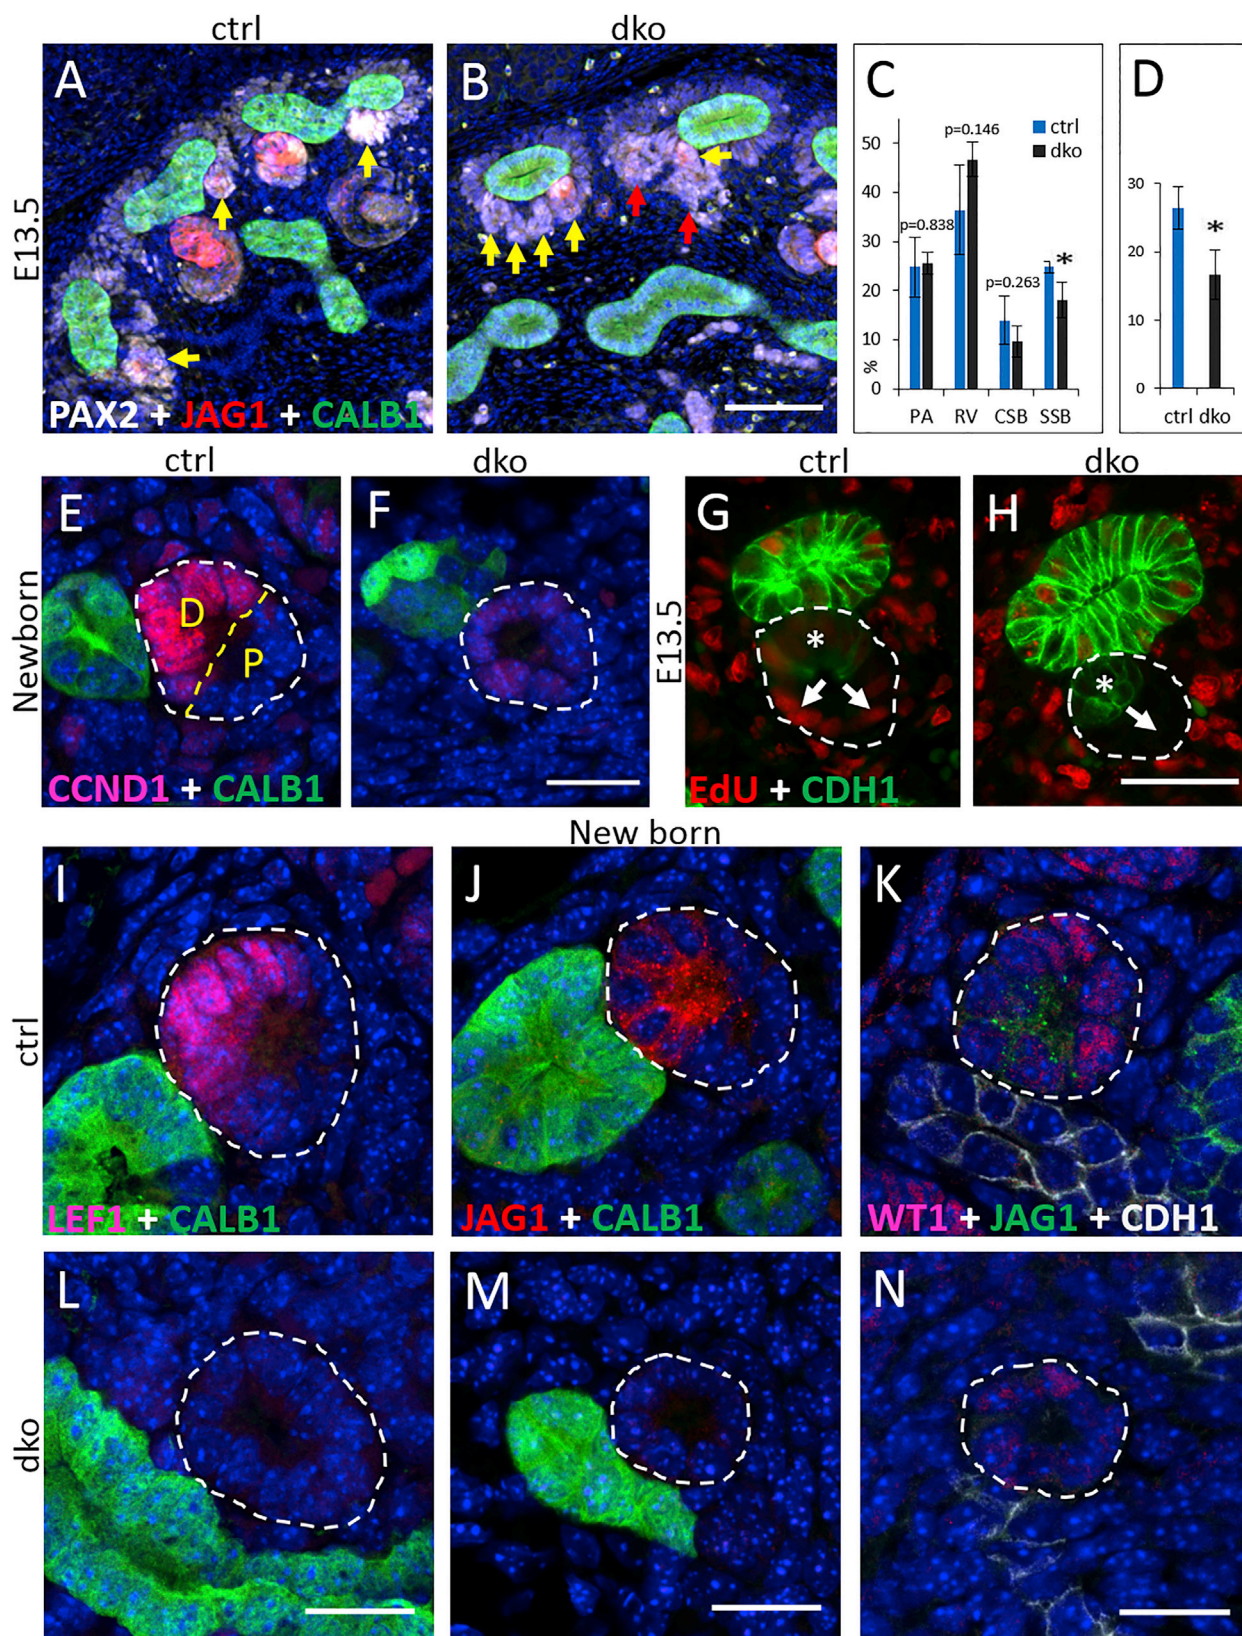 ctrl
dko
E13.5
A
B
PAX2 + JAG1 + CALB1
C
ctrl
dko
p=0.146
p=0.838
p=0.263
*
50
40
30
20
10
0
%
PA RV CSB SSB
D
30
20
10
0
*
ctrl dko
ctrl
dko
ctrl
dko
Newborn
E
D
P
CCND1 + CALB1
F
E13.5
G
*
EdU + CDH1
H
*
New born
ctrl
I
LEF1 + CALB1
J
JAG1 + CALB1
K
WT1 + JAG1 + CDH1
dko
L
M
N